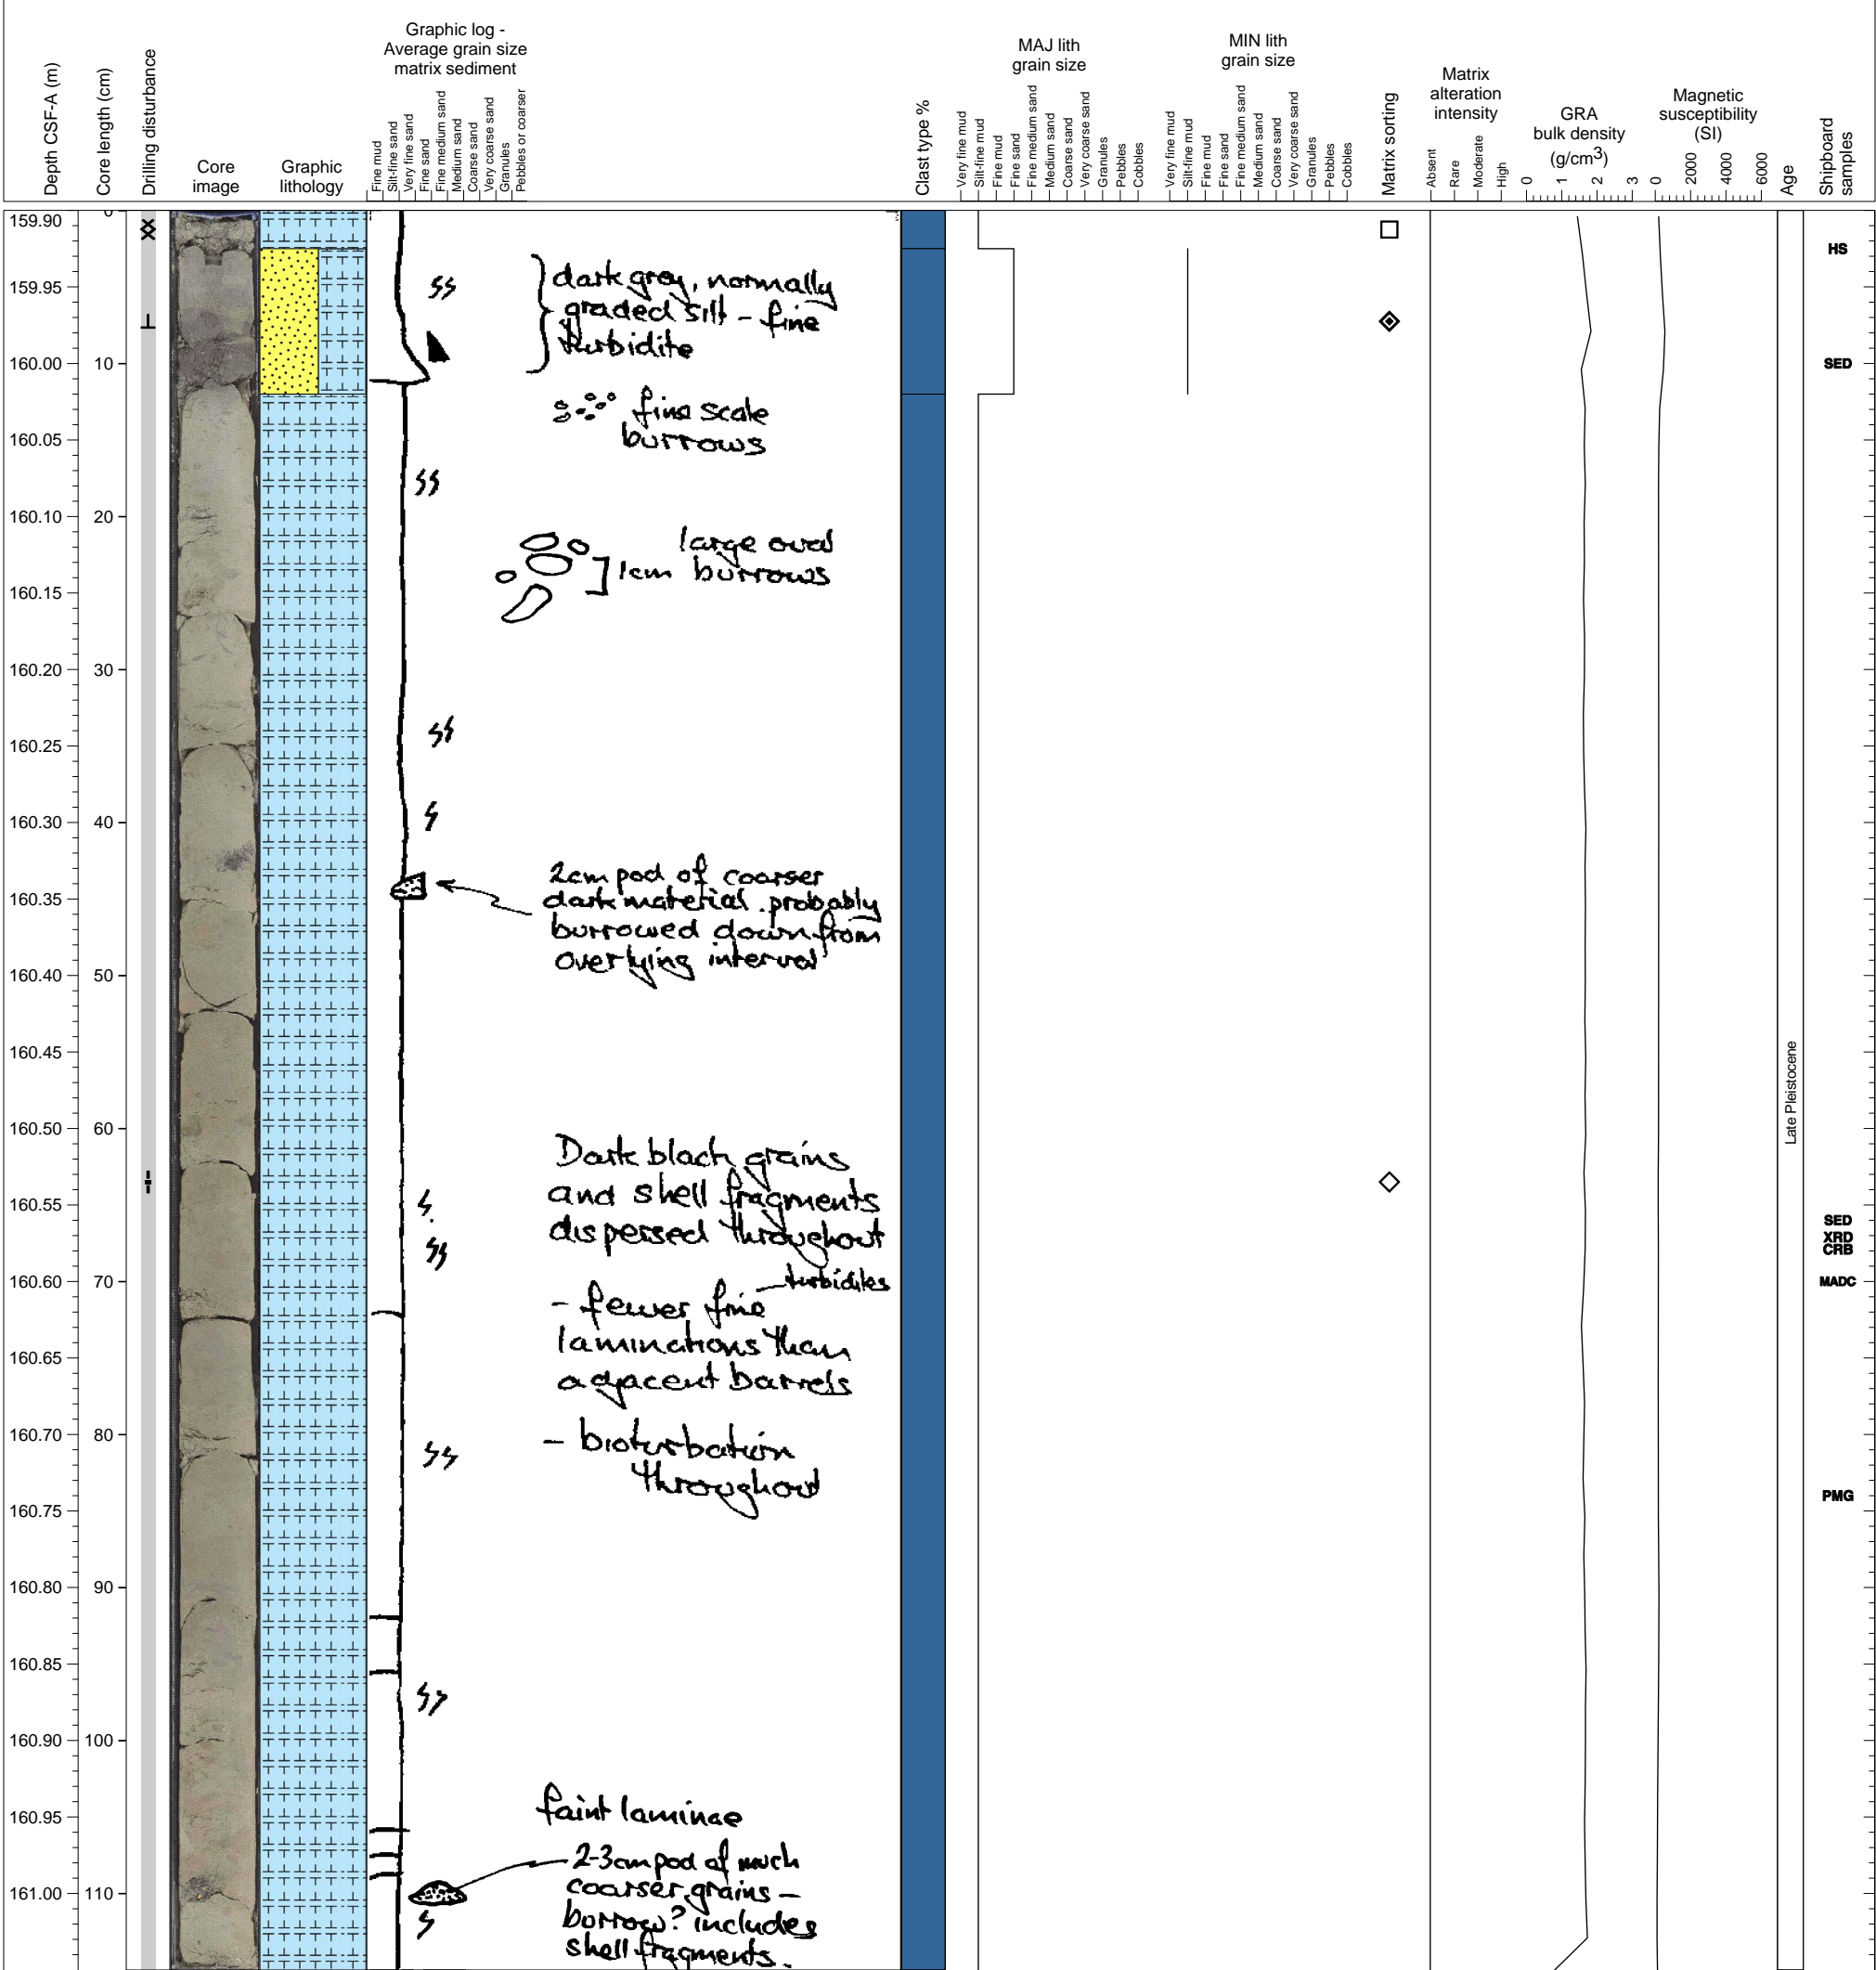 Depth CSF-A (m)
Core length (cm)
Drilling disturbance
Core
image
Graphic
lithology
Graphic log -
Average grain size
matrix sediment
Fine mud
Silt-fine sand
Very fine sand
Fine sand
Fine medium sand
Medium sand
Coarse sand
Very coarse sand
Granules
Pebbles or coarser
Clast type %
MAJ lith
grain size
Very fine mud
Silt-fine mud
Fine mud
Fine sand
Fine medium sand
Medium sand
Coarse sand
Very coarse sand
Granules
Pebbles
Cobbles
MIN lith
grain size
Very fine mud
Silt-fine mud
Fine mud
Fine sand
Fine medium sand
Medium sand
Coarse sand
Very coarse sand
Granules
Pebbles
Cobbles
Matrix sorting
Matrix
alteration
intensity
Absent
Rare
Moderate
High
GRA
bulk density
(g/cm3)
0 1 2 3
Magnetic
susceptibility
(SI)
0 2000 4000 6000
Age
Shipboard
samples
159.90
159.95
160.00
160.05
160.10
160.15
160.20
160.25
160.30
160.35
160.40
160.45
160.50
160.55
160.60
160.65
160.70
160.75
160.80
160.85
160.90
160.95
161.00
0
10
20
30
40
50
60
70
80
90
100
110
dark grey, normally
graded silt - fine
turbidite
fine scale
burrows
large oval
1cm burrows
2cm pod of coarser
dark material. probably
burrowed down from
overlying interval
Dark black grains
and shell fragments
dispersed throughout
turbidites
- fewer fine
laminations than
adjacent barrels
- bioturbation
throughout
faint laminae
2-3cm pod of much
coarser grains -
burrow? includes
shell fragments.
Late Pleistocene
HS
SED
SED
XRD
CRB
MADC
PMG